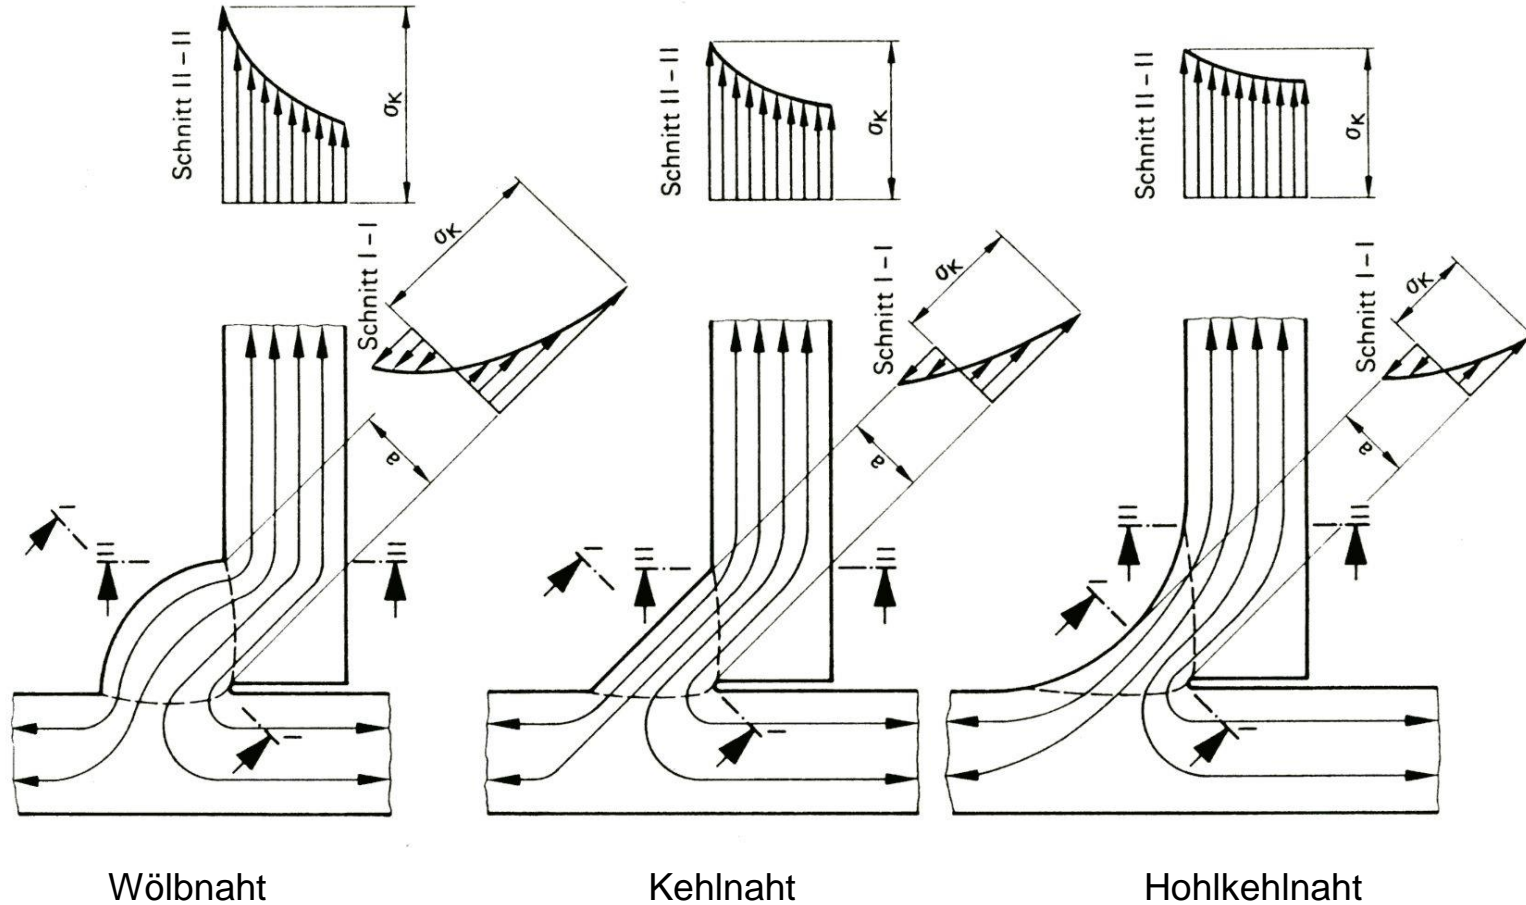 Schnitt II-II
σK
Schnitt I-I
σK
a
I
II
II
I
Schnitt II-II
σK
Schnitt I-I
σK
a
I
II
II
I
Schnitt II-II
σK
Schnitt I-I
σK
a
I
II
II
I
Wölbnaht
Kehlnaht
Hohlkehlnaht